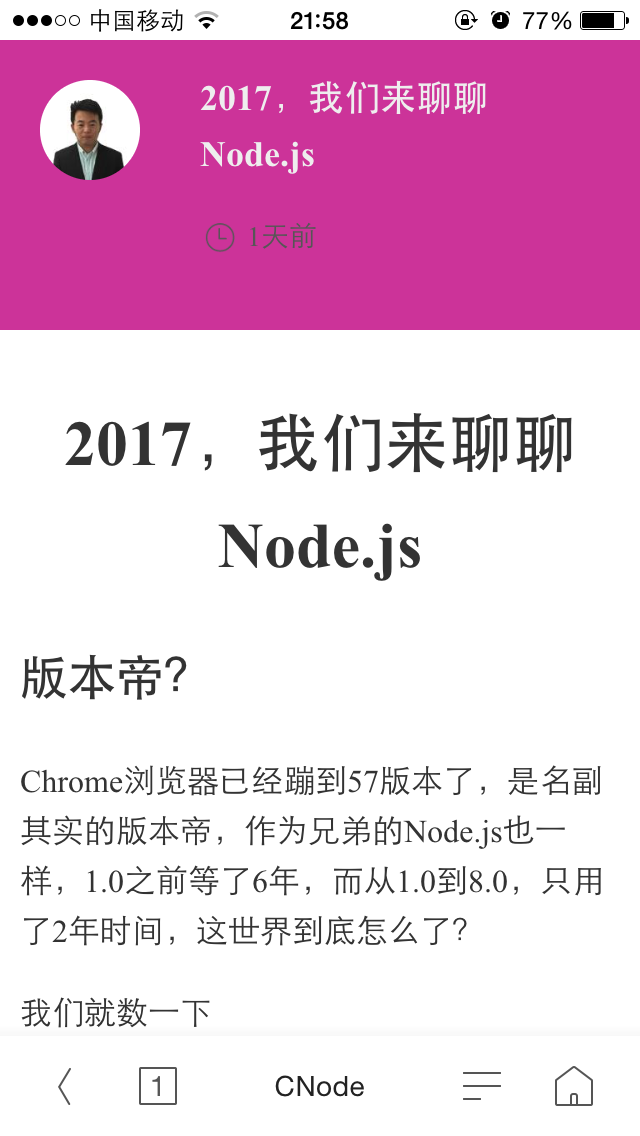 中国移动 21:58 77%
2017，我们来聊聊
Node.js
1天前
2017，我们来聊聊
Node.js
版本帝？
Chrome浏览器已经蹦到57版本了，是名副
其实的版本帝，作为兄弟的Node.js也一
样，1.0之前等了6年，而从1.0到8.0，只用
了2年时间，这世界到底怎么了？
我们就数一下
1 CNode